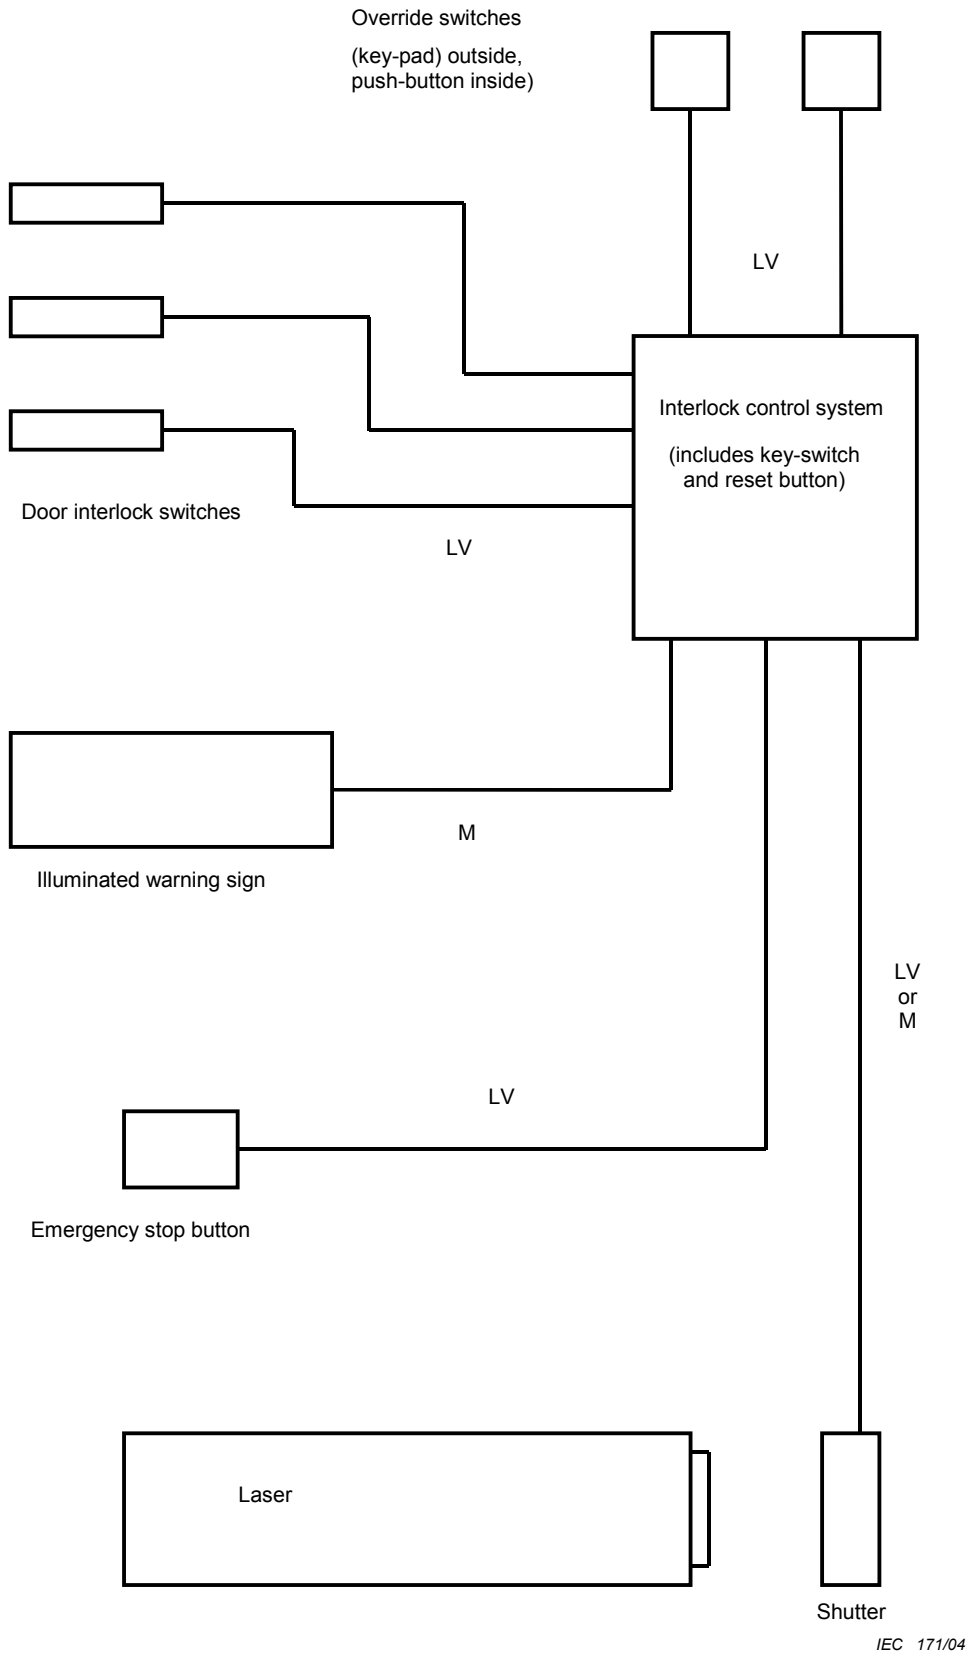 Override switches
(key-pad) outside,
push-button inside)
LV
Interlock control system
(includes key-switch
and reset button)
Door interlock switches
LV
M
Illuminated warning sign
LV
or
M
LV
Emergency stop button
Laser
Shutter
IEC 171/04